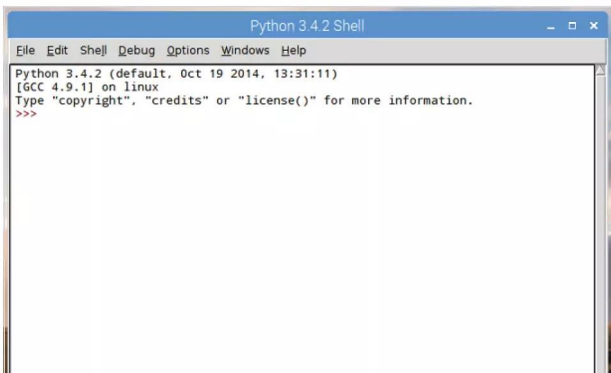 Python 3.4.2 Shell
File Edit Shell Debug Options Windows Help
Python 3.4.2 (default, Oct 19 2014, 13:31:11)
[GCC 4.9.1] on linux
Type "copyright", "credits" or "license()" for more information.
>>>